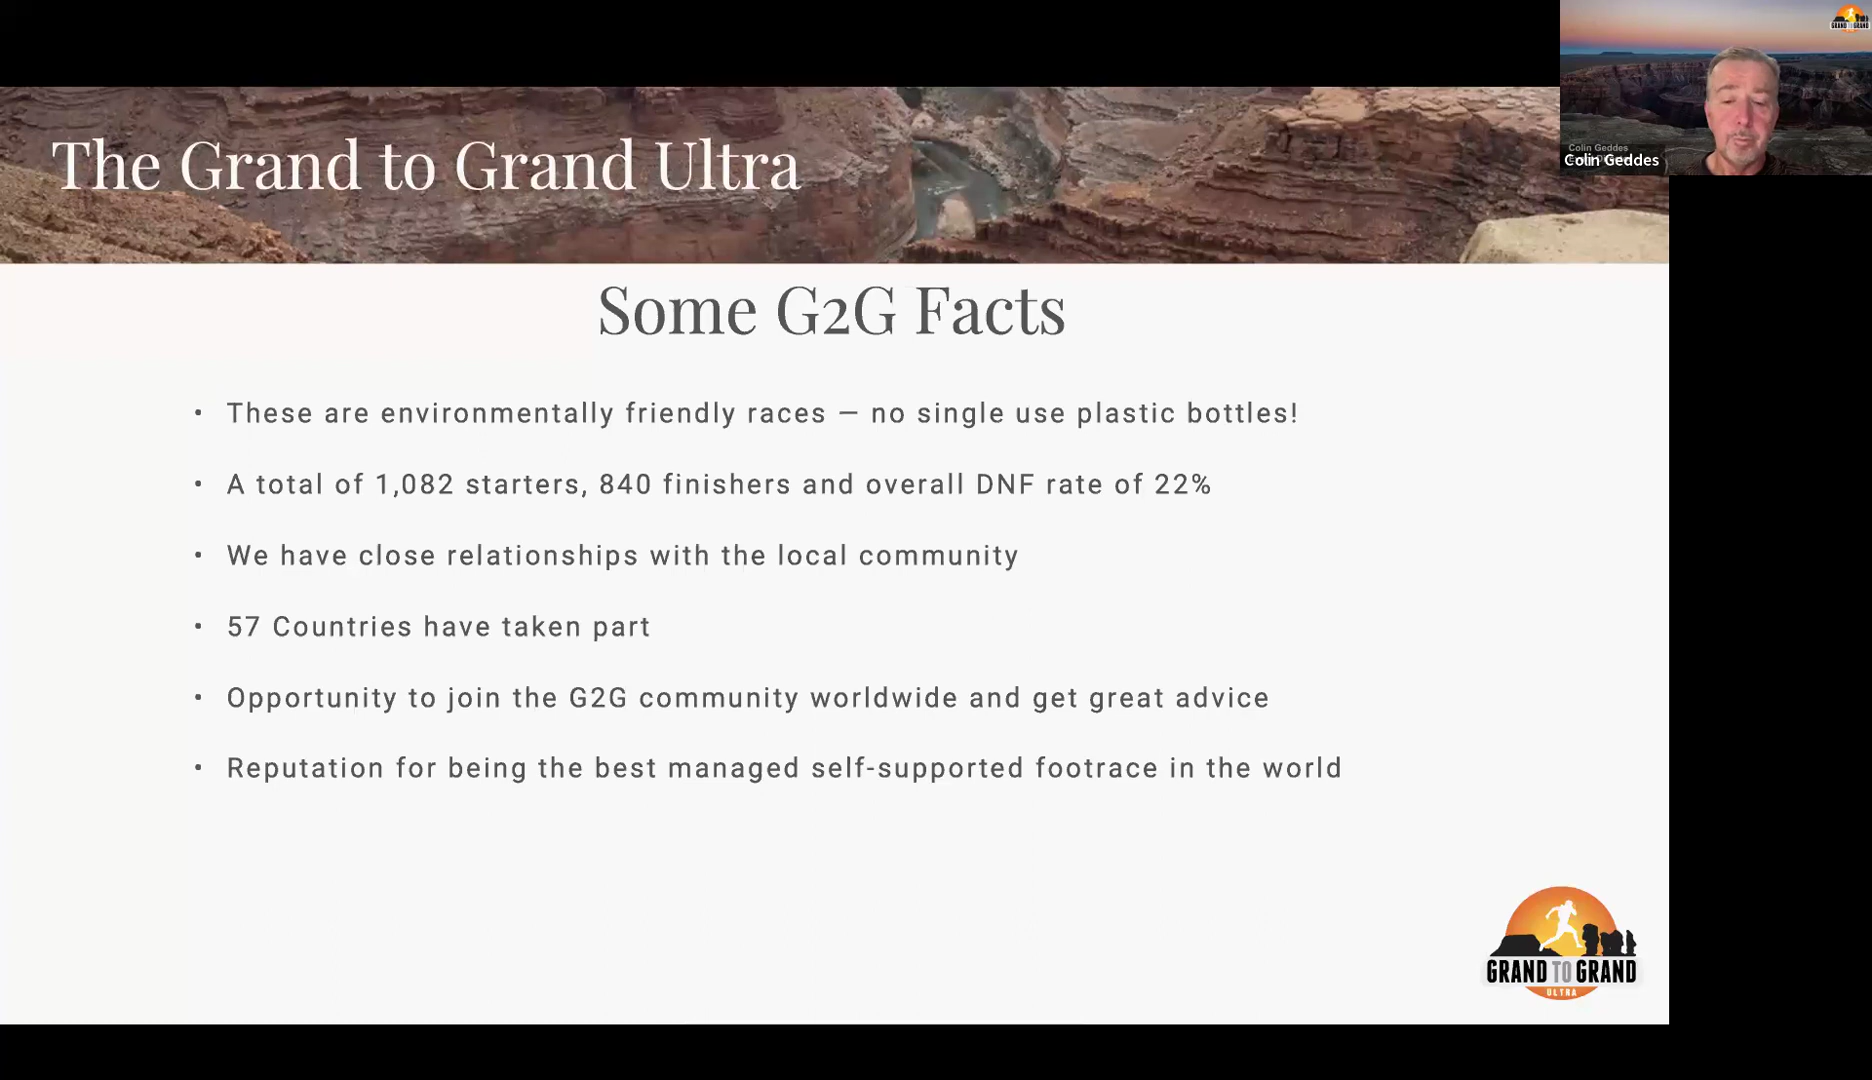 GRAND TO GRAND
The Grand to Grand Ultra
Colin Geddes
Colin Geddes
Some G2G Facts
• These are environmentally friendly races — no single use plastic bottles!
• A total of 1,082 starters, 840 finishers and overall DNF rate of 22%
• We have close relationships with the local community
• 57 Countries have taken part
• Opportunity to join the G2G community worldwide and get great advice
• Reputation for being the best managed self-supported footrace in the world
GRAND TO GRAND
ULTRA